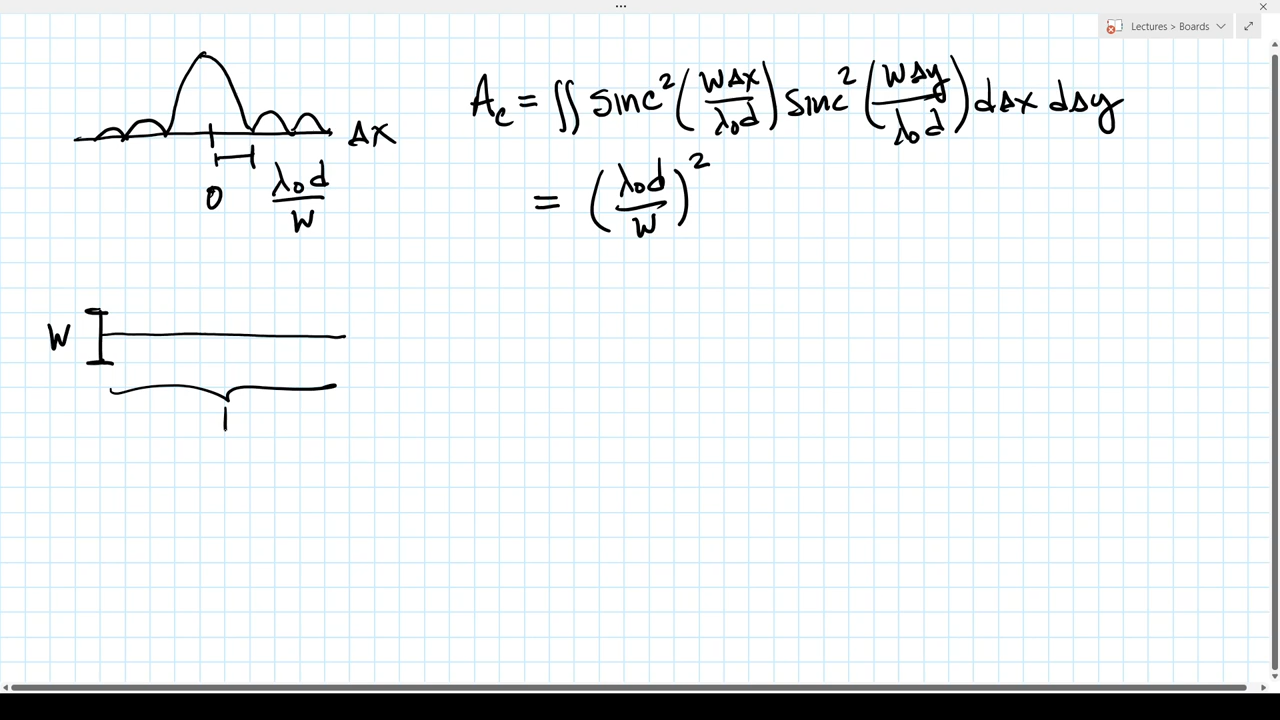 Lectures > Boards
ΔX
0
λ₀d/W
A_c = ∬ sinc²(WΔx/λ₀d) sinc²(WΔy/λ₀d) dΔx dΔy
= (λ₀d/W)²
W